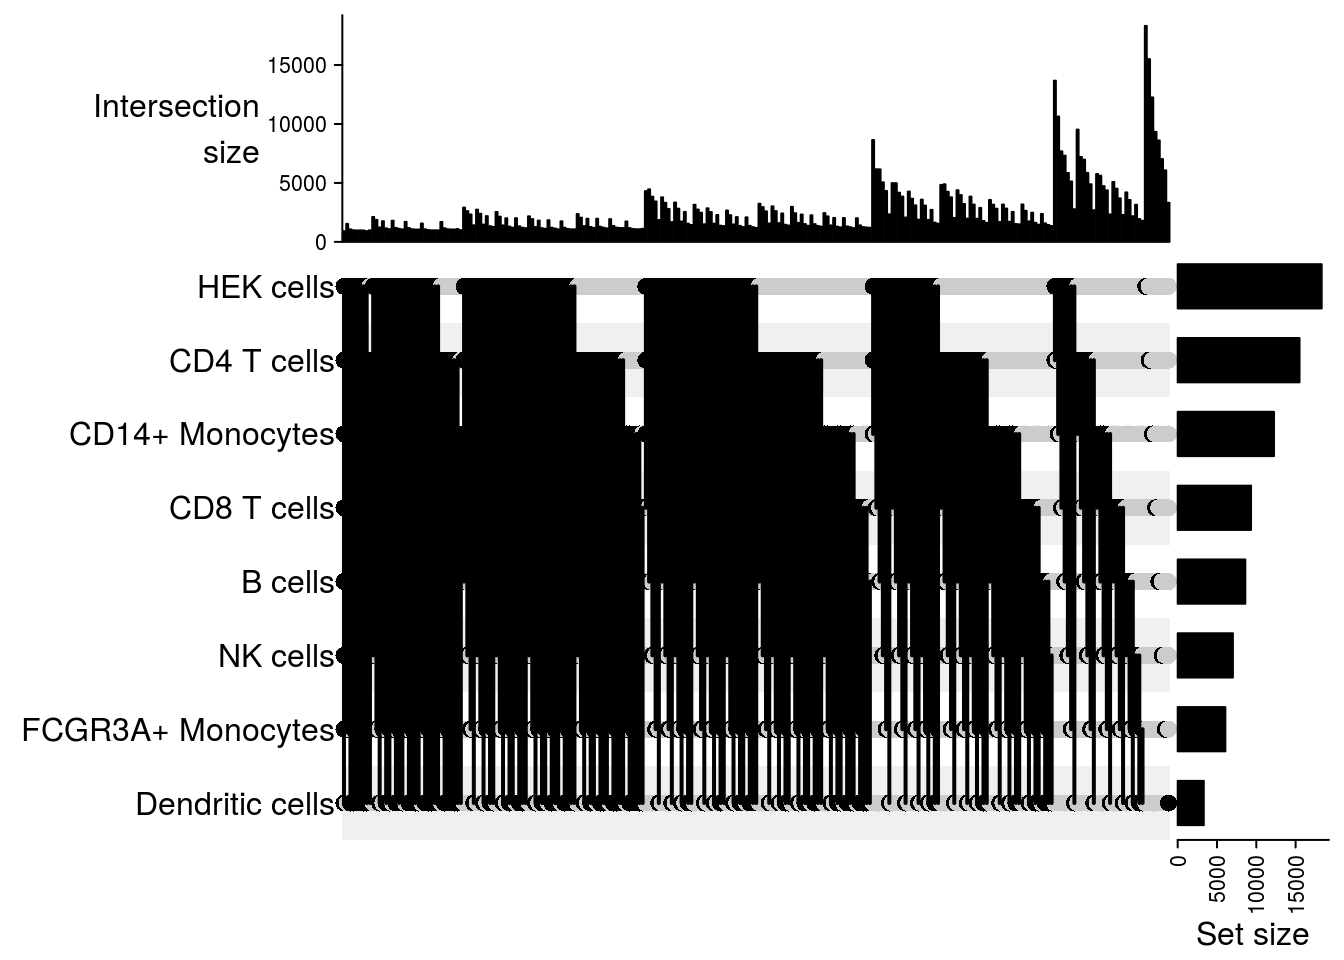 Intersection
size
15000
10000
5000
0
HEK cells
CD4 T cells
CD14+ Monocytes
CD8 T cells
B cells
NK cells
FCGR3A+ Monocytes
Dendritic cells
0
5000
10000
15000
Set size